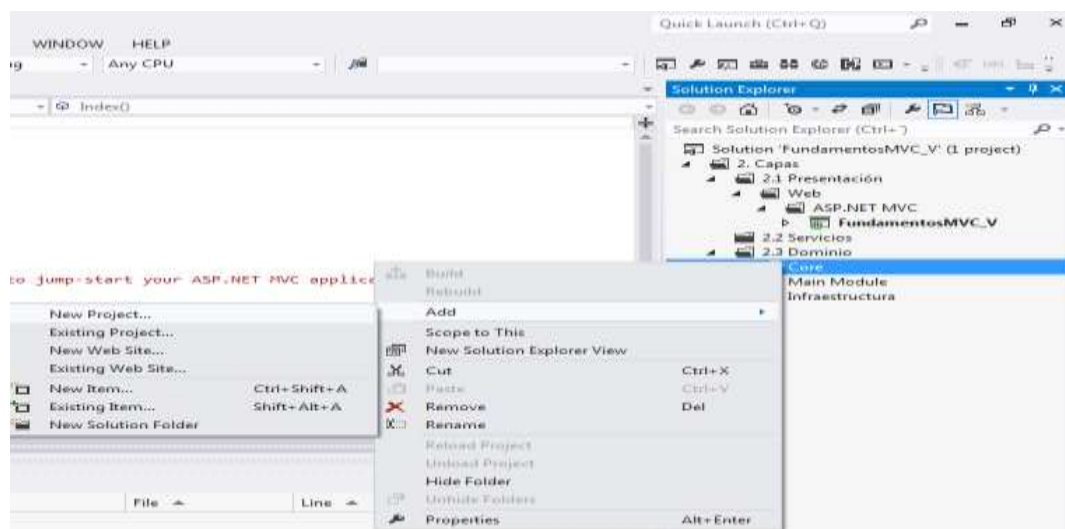 Quick Launch (Ctrl+Q)
WINDOW HELP
Any CPU
Index()
Solution Explorer
Search Solution Explorer (Ctrl+ )
Solution 'FundamentosMVC_V' (1 project)
2. Capas
2.1 Presentación
Web
ASP.NET MVC
FundamentosMVC_V
2.2 Servicios
2.3 Dominio
Core
Main Module
Infraestructura
to jump-start your ASP.NET MVC applic
Build
Rebuild
Add
Scope to This
New Solution Explorer View
Cut Ctrl+X
Paste Ctrl+V
Remove Del
Rename
Reload Project
Unload Project
Hide Folder
Unhide Folders
Properties Alt+Enter
New Project...
Existing Project...
New Web Site...
Existing Web Site...
New Item... Ctrl+Shift+A
Existing Item... Shift+Alt+A
New Solution Folder
File Line